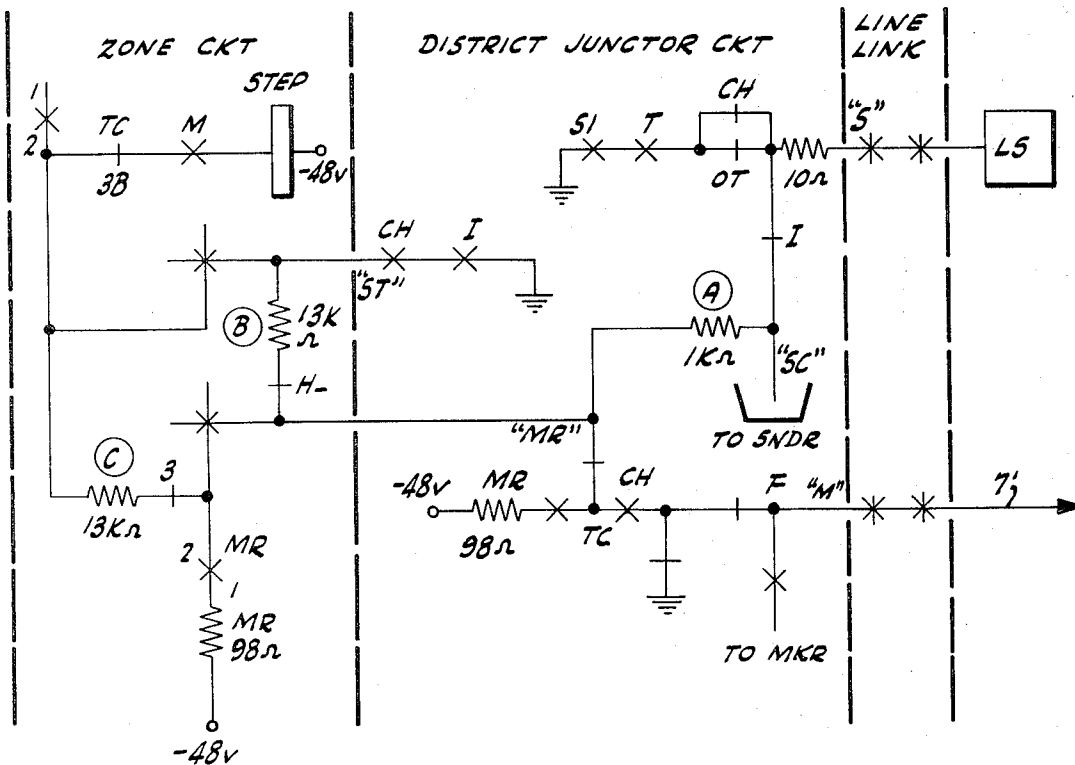 ZONE CKT
DISTRICT JUNCTOR CKT
LINE
LINK
STEP
CH
"S"
1
TC
M
S1
T
2
LS
3B
-48V
OT
10Ω
CH
I
I
"ST"
A
B
13K
Ω
1KΩ
"SC"
H-
"MR"
TO SNDR
C
3
-48V
MR
CH
F
"M"
13KΩ
98Ω
TC
2
MR
1
MR
98Ω
TO MKR
-48V